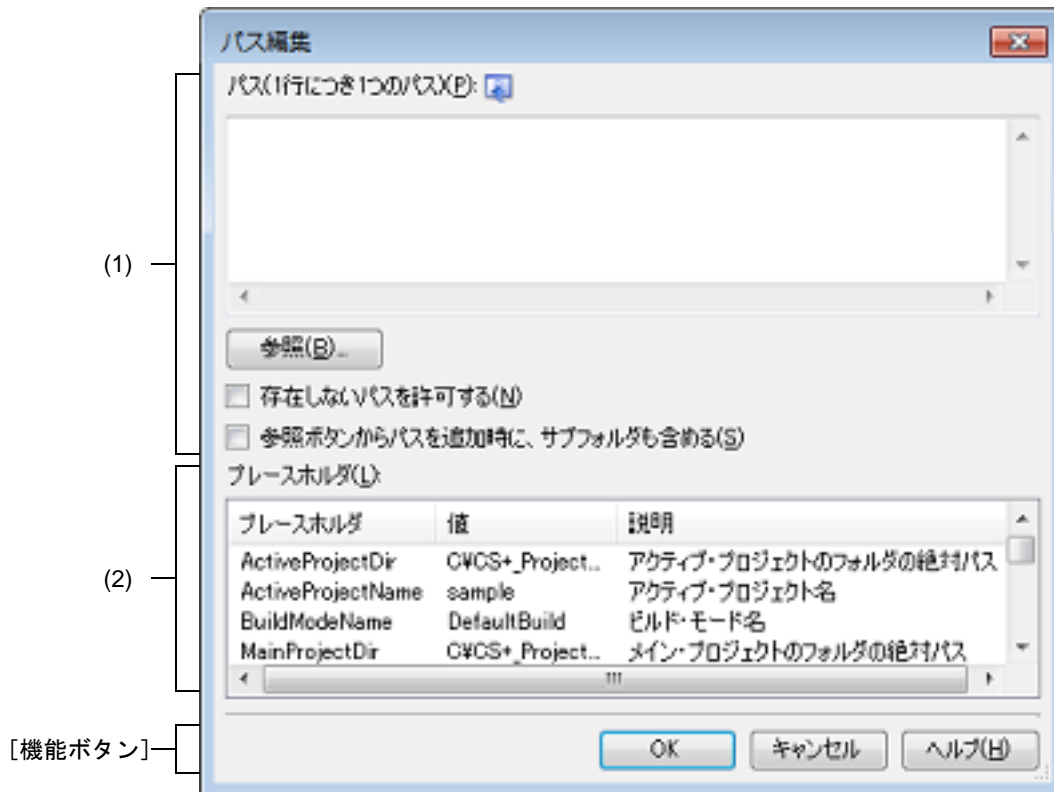 パス編集
パス(1行につき1つのパス)(P):
(1)
参照(B)...
存在しないパスを許可する(N)
参照ボタンからパスを追加時に、サブフォルダも含める(S)
プレースホルダ(L):
プレースホルダ 値 説明
ActiveProjectDir C¥CS+_Project... アクティブ・プロジェクトのフォルダの絶対パス
(2)
ActiveProjectName sample アクティブ・プロジェクト名
BuildModeName DefaultBuild ビルド・モード名
MainProjectDir C¥CS+_Project... メイン・プロジェクトのフォルダの絶対パス
[機能ボタン]
OK キャンセル ヘルプ(H)